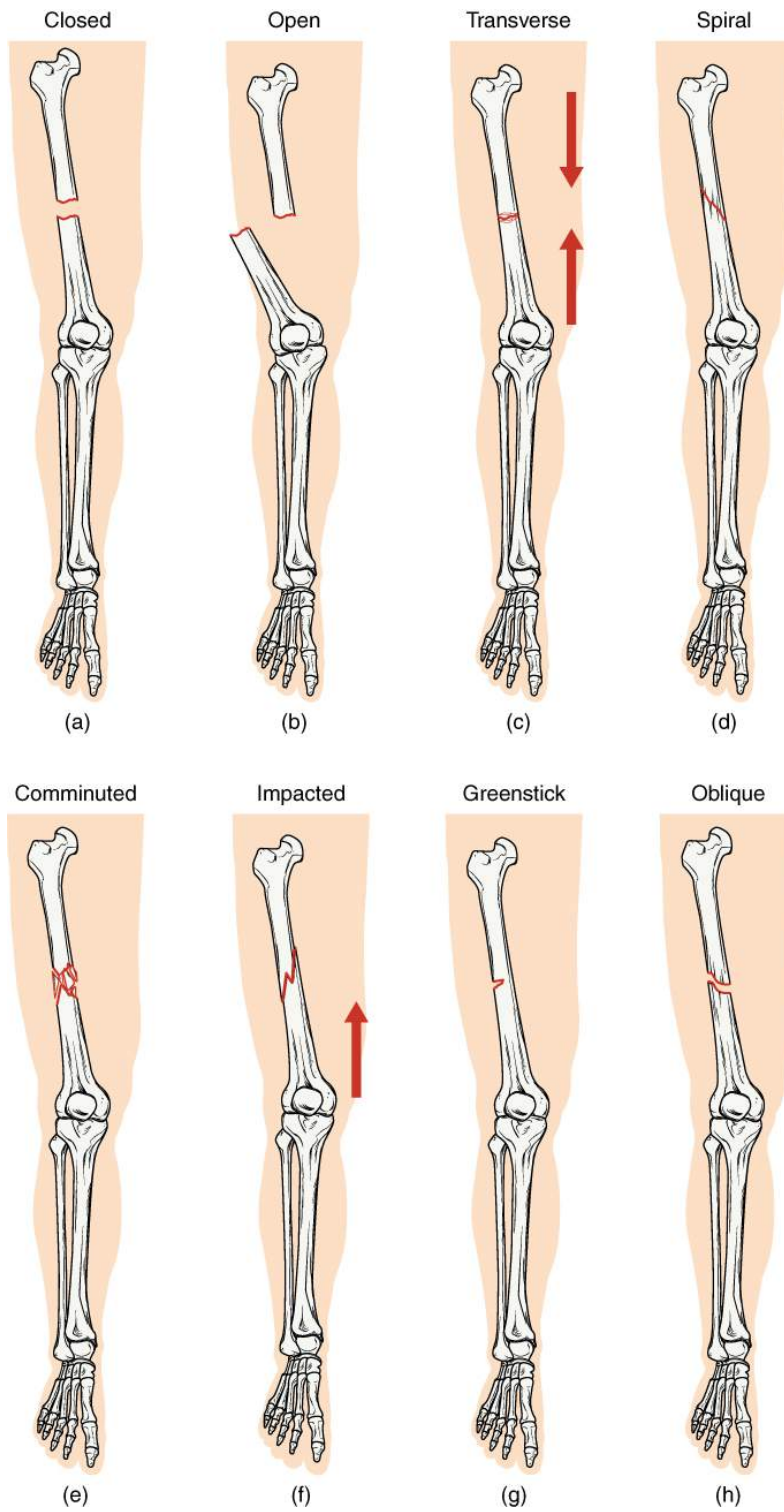 Closed
Open
Transverse
Spiral
(a)
(b)
(c)
(d)
Comminuted
Impacted
Greenstick
Oblique
(e)
(f)
(g)
(h)